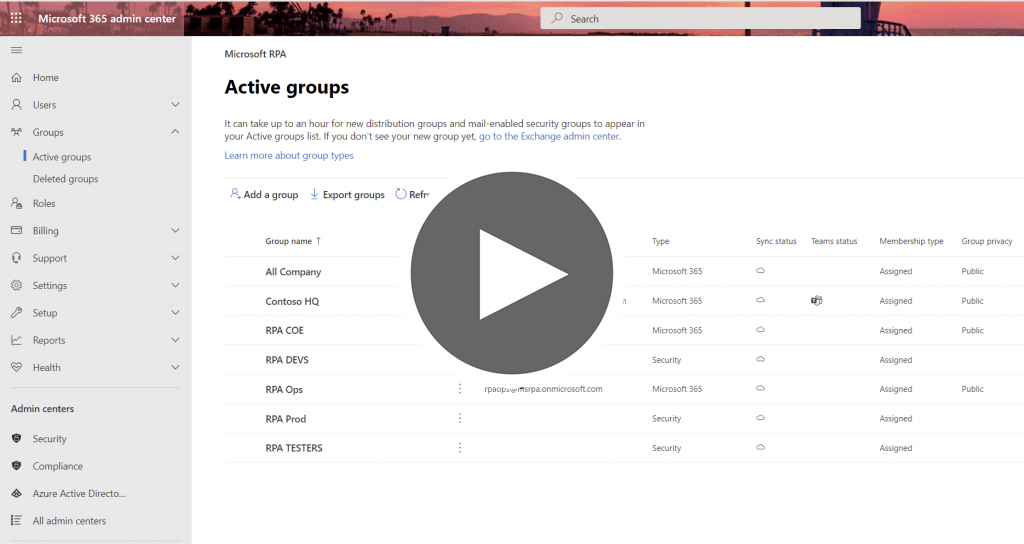 Microsoft 365 admin center
Search
Home
Users
Groups
Active groups
Deleted groups
Roles
Billing
Support
Settings
Setup
Reports
Health
Admin centers
Security
Compliance
Azure Active Directo...
All admin centers
Microsoft RPA
Active groups
It can take up to an hour for new distribution groups and mail-enabled security groups to appear in
your Active groups list. If you don't see your new group yet, go to the Exchange admin center.
Learn more about group types
Add a group Export groups
Group name ↑ Type Sync status Teams status Membership type Group privacy
All Company Microsoft 365 Assigned Public
Contoso HQ Microsoft 365 Assigned Public
RPA COE Microsoft 365 Assigned Public
RPA DEVS Security Assigned
RPA Ops rpaops@msrpa.onmicrosoft.com Microsoft 365 Assigned Public
RPA Prod Security Assigned
RPA TESTERS Security Assigned